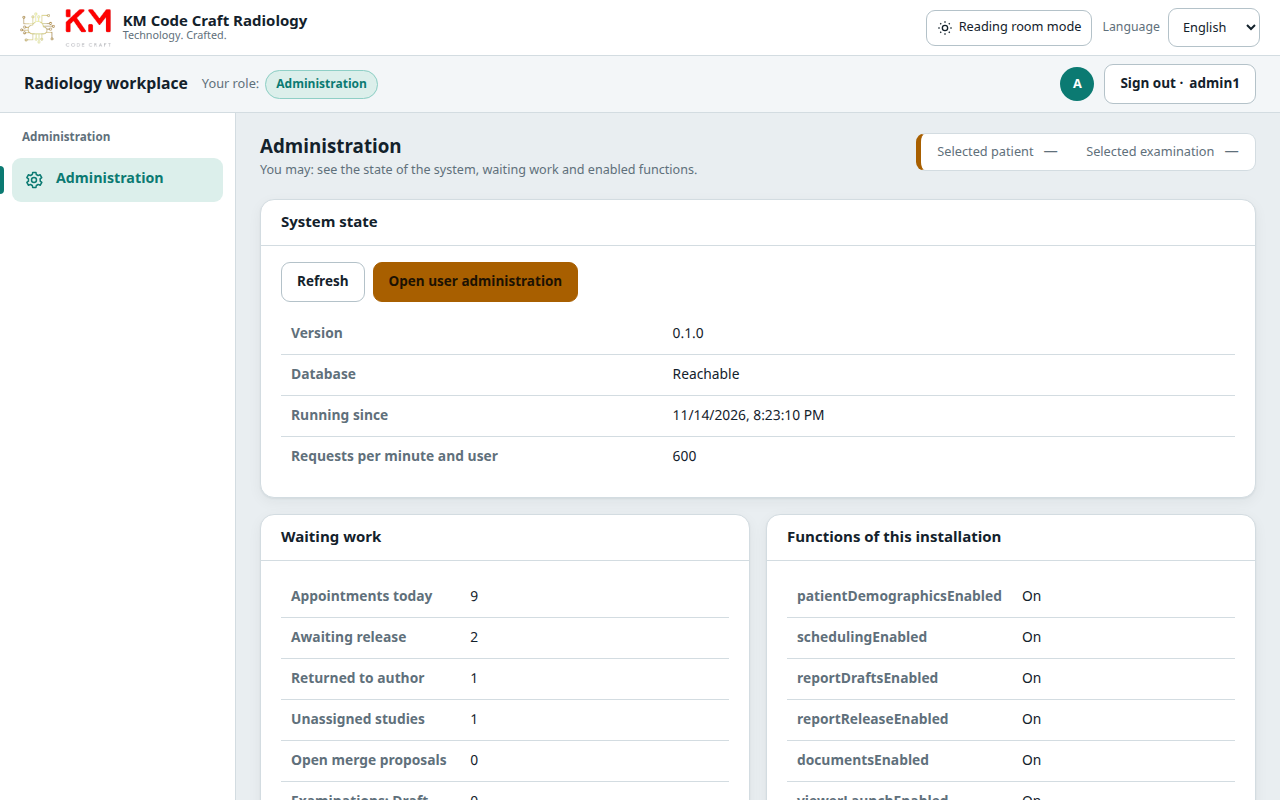 KM
CODE CRAFT
KM Code Craft Radiology
Technology. Crafted.
Reading room mode
Language
English
Radiology workplace
Your role:
Administration
A
Sign out · admin1
Administration
Administration
Administration
You may: see the state of the system, waiting work and enabled functions.
Selected patient —
Selected examination —
System state
Refresh
Open user administration
Version 0.1.0
Database Reachable
Running since 11/14/2026, 8:23:10 PM
Requests per minute and user 600
Waiting work
Appointments today 9
Awaiting release 2
Returned to author 1
Unassigned studies 1
Open merge proposals 0
Examinations: Draft 0
Functions of this installation
patientDemographicsEnabled On
schedulingEnabled On
reportDraftsEnabled On
reportReleaseEnabled On
documentsEnabled On
viewerLaunchEnabled On